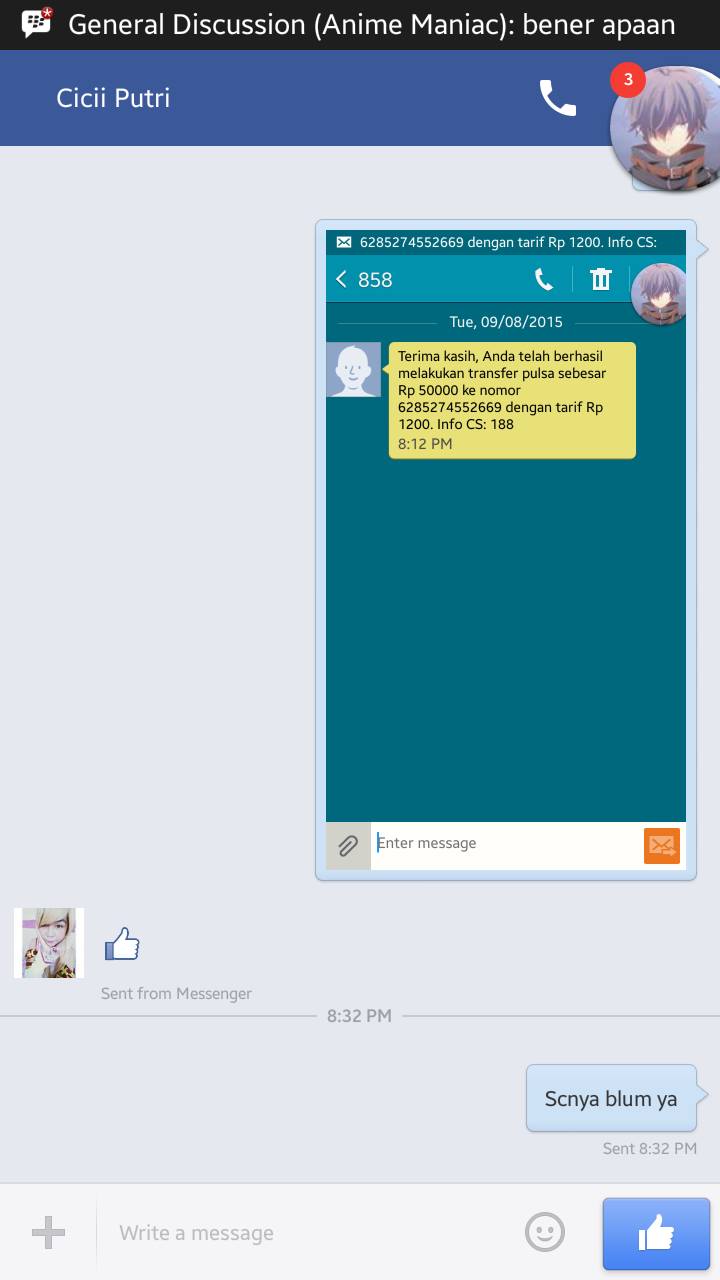 General Discussion (Anime Maniac): bener apaan
Cicii Putri
3
6285274552669 dengan tarif Rp 1200. Info CS:
858
Tue, 09/08/2015
Terima kasih, Anda telah berhasil
melakukan transfer pulsa sebesar
Rp 50000 ke nomor
6285274552669 dengan tarif Rp
1200. Info CS: 188
8:12 PM
Enter message
Sent from Messenger
8:32 PM
Scnya blum ya
Sent 8:32 PM
Write a message